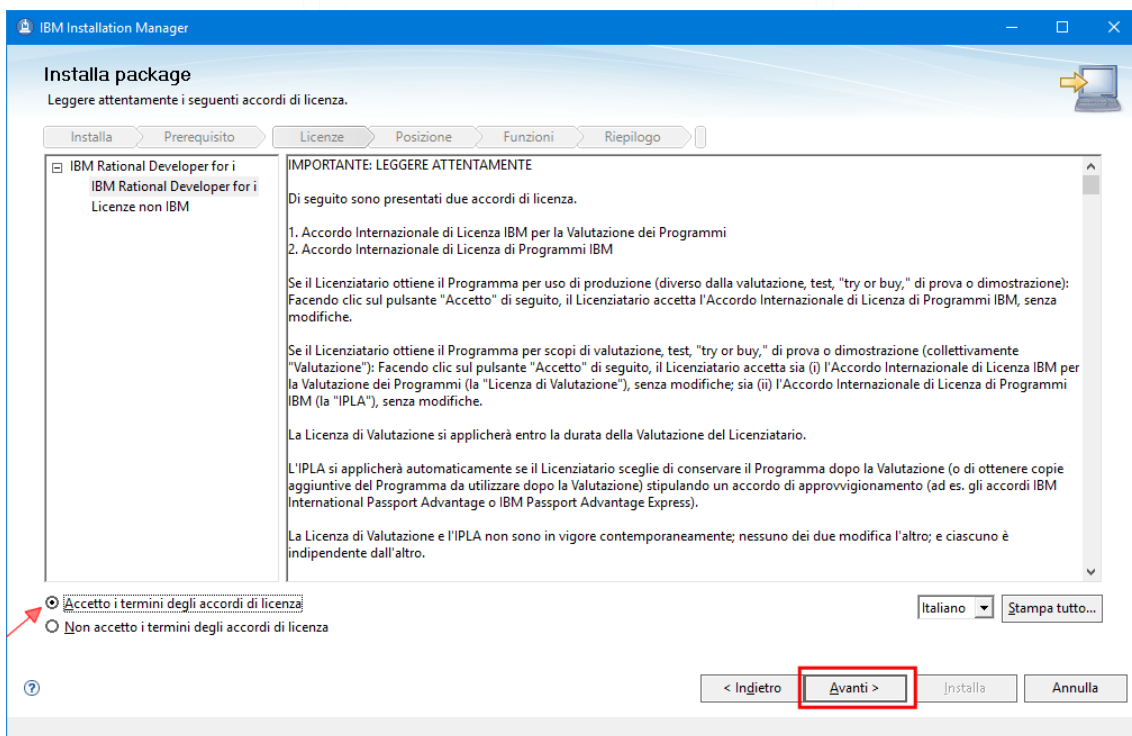 IBM Installation Manager
Installa package
Leggere attentamente i seguenti accordi di licenza.
Installa Prerequisito Licenze Posizione Funzioni Riepilogo
IBM Rational Developer for i
IBM Rational Developer for i
Licenze non IBM
IMPORTANTE: LEGGERE ATTENTAMENTE
Di seguito sono presentati due accordi di licenza.
1. Accordo Internazionale di Licenza IBM per la Valutazione dei Programmi
2. Accordo Internazionale di Licenza di Programmi IBM
Se il Licenziatario ottiene il Programma per uso di produzione (diverso dalla valutazione, test, "try or buy," di prova o dimostrazione):
Facendo clic sul pulsante "Accetto" di seguito, il Licenziatario accetta l'Accordo Internazionale di Licenza di Programmi IBM, senza
modifiche.
Se il Licenziatario ottiene il Programma per scopi di valutazione, test, "try or buy," di prova o dimostrazione (collettivamente
"Valutazione"): Facendo clic sul pulsante "Accetto" di seguito, il Licenziatario accetta sia (i) l'Accordo Internazionale di Licenza IBM per
la Valutazione dei Programmi (la "Licenza di Valutazione"), senza modifiche; sia (ii) l'Accordo Internazionale di Licenza di Programmi
IBM (la "IPLA"), senza modifiche.
La Licenza di Valutazione si applicherà entro la durata della Valutazione del Licenziatario.
L'IPLA si applicherà automaticamente se il Licenziatario sceglie di conservare il Programma dopo la Valutazione (o di ottenere copie
aggiuntive del Programma da utilizzare dopo la Valutazione) stipulando un accordo di approvvigionamento (ad es. gli accordi IBM
International Passport Advantage o IBM Passport Advantage Express).
La Licenza di Valutazione e l'IPLA non sono in vigore contemporaneamente; nessuno dei due modifica l'altro; e ciascuno è
indipendente dall'altro.
Accetto i termini degli accordi di licenza
Non accetto i termini degli accordi di licenza
Italiano Stampa tutto...
? < Indietro Avanti > Installa Annulla